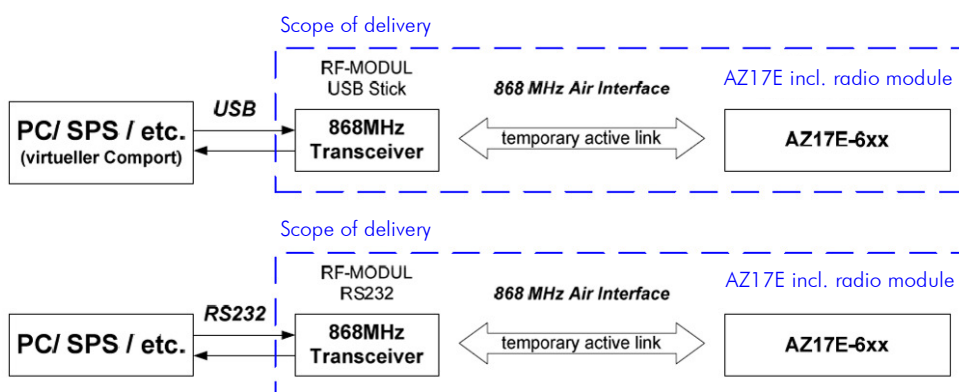 Scope of delivery
RF-MODUL
USB Stick
868 MHz Air Interface
AZ17E incl. radio module
USB
PC/ SPS / etc.
(virtueller Comport)
868MHz
Transceiver
temporary active link
AZ17E-6xx
Scope of delivery
RF-MODUL
RS232
868 MHz Air Interface
AZ17E incl. radio module
RS232
PC/ SPS / etc.
868MHz
Transceiver
temporary active link
AZ17E-6xx